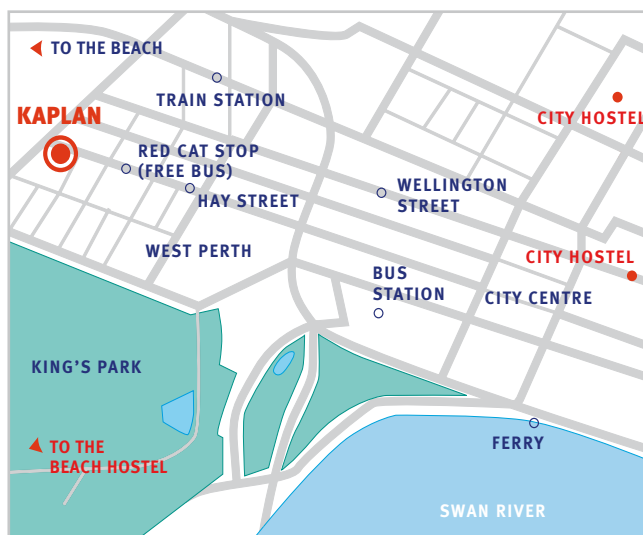 TO THE BEACH
TRAIN STATION
CITY HOSTEL
KAPLAN
RED CAT STOP
(FREE BUS)
HAY STREET
WELLINGTON
STREET
WEST PERTH
CITY HOSTEL
BUS
STATION
CITY CENTRE
KING'S PARK
TO THE
BEACH HOSTEL
FERRY
SWAN RIVER